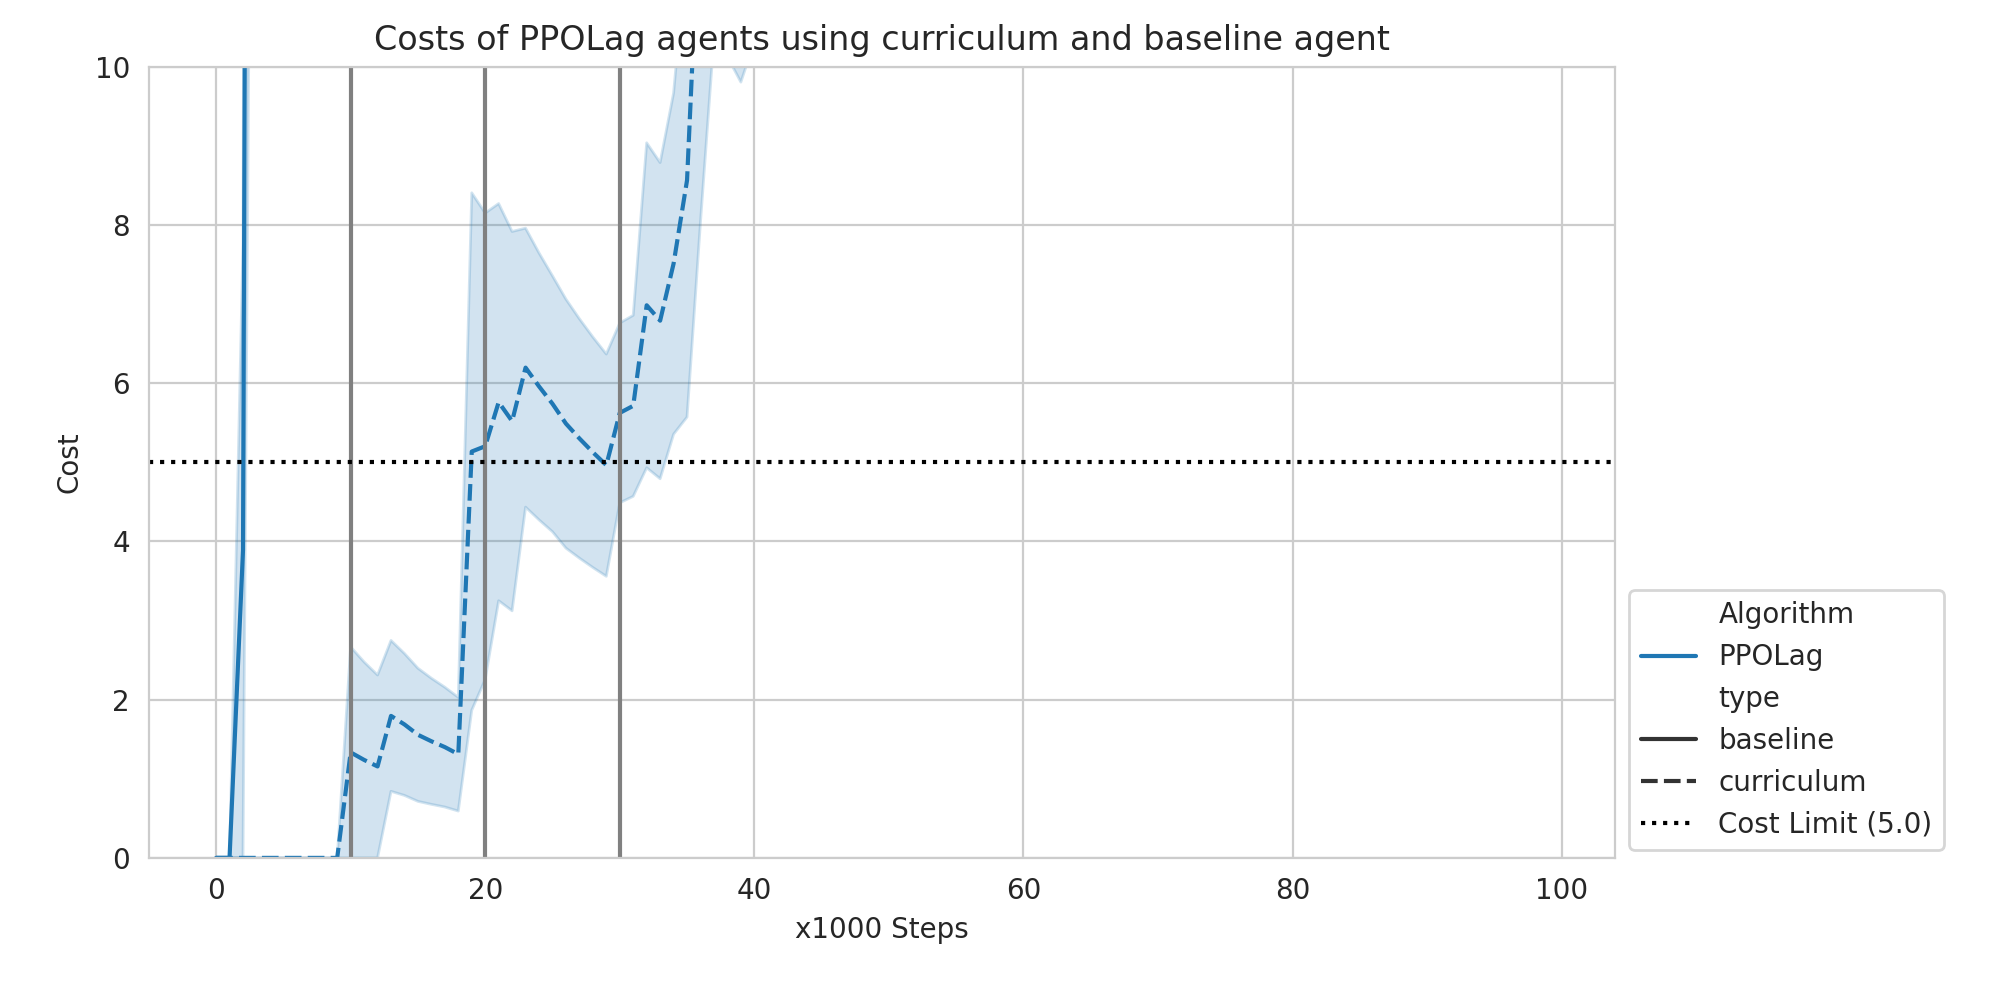 Costs of PPOLag agents using curriculum and baseline agent
10
8
6
4
2
0
Cost
0 20 40 60 80 100
x1000 Steps
Algorithm
PPOLag
type
baseline
curriculum
Cost Limit (5.0)